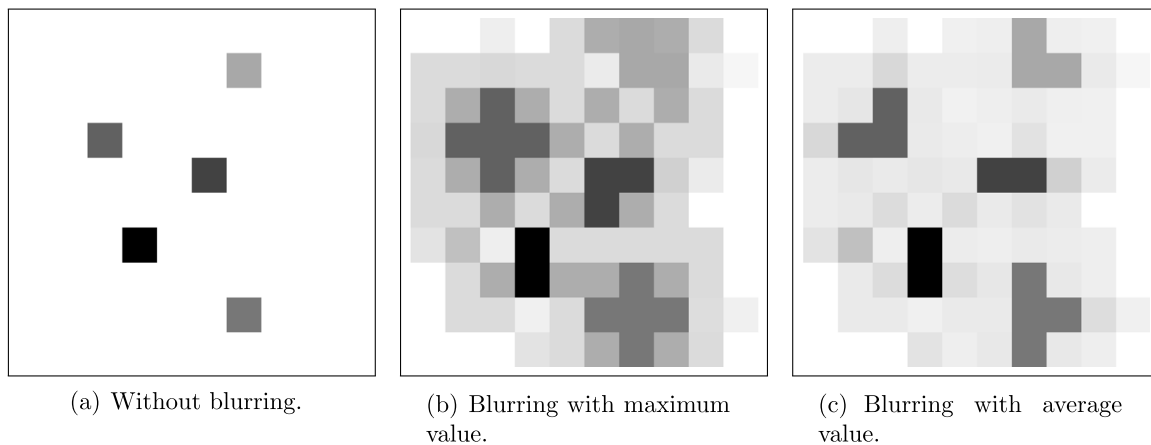 (a) Without blurring.
(b) Blurring with maximum
value.
(c) Blurring with average
value.